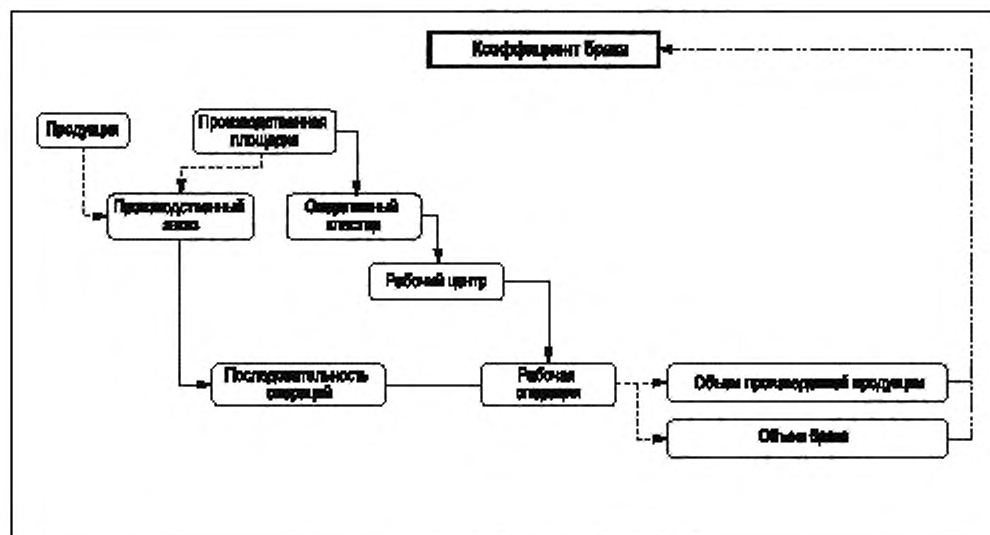 Коэффициент брака
Продукция
Производственная
площадка
Производственный
заказ
Оперативный
кластер
Рабочий центр
Последовательность
операций
Рабочая
операция
Объем произведенной продукции
Объем брака